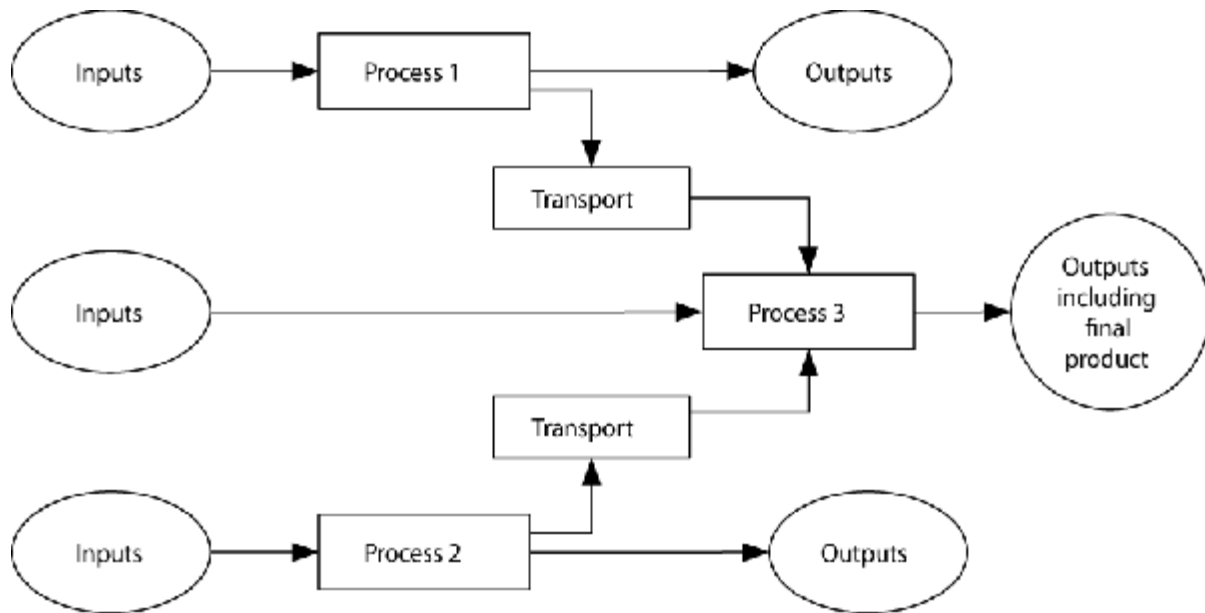 Inputs
Process 1
Outputs
Transport
Inputs
Process 3
Outputs
including
final
product
Transport
Inputs
Process 2
Outputs